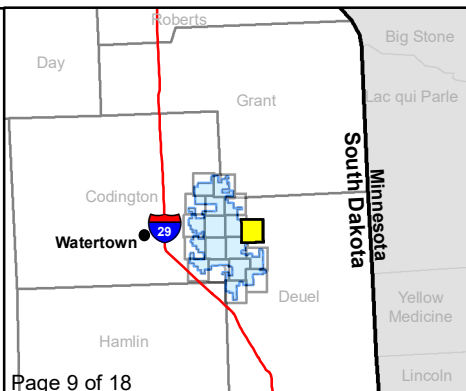 Roberts
Big Stone
Day
Grant
Lac qui Parle
South Dakota
Minnesota
Codington
29
Watertown
Deuel
Yellow
Medicine
Hamlin
Lincoln
Page 9 of 18